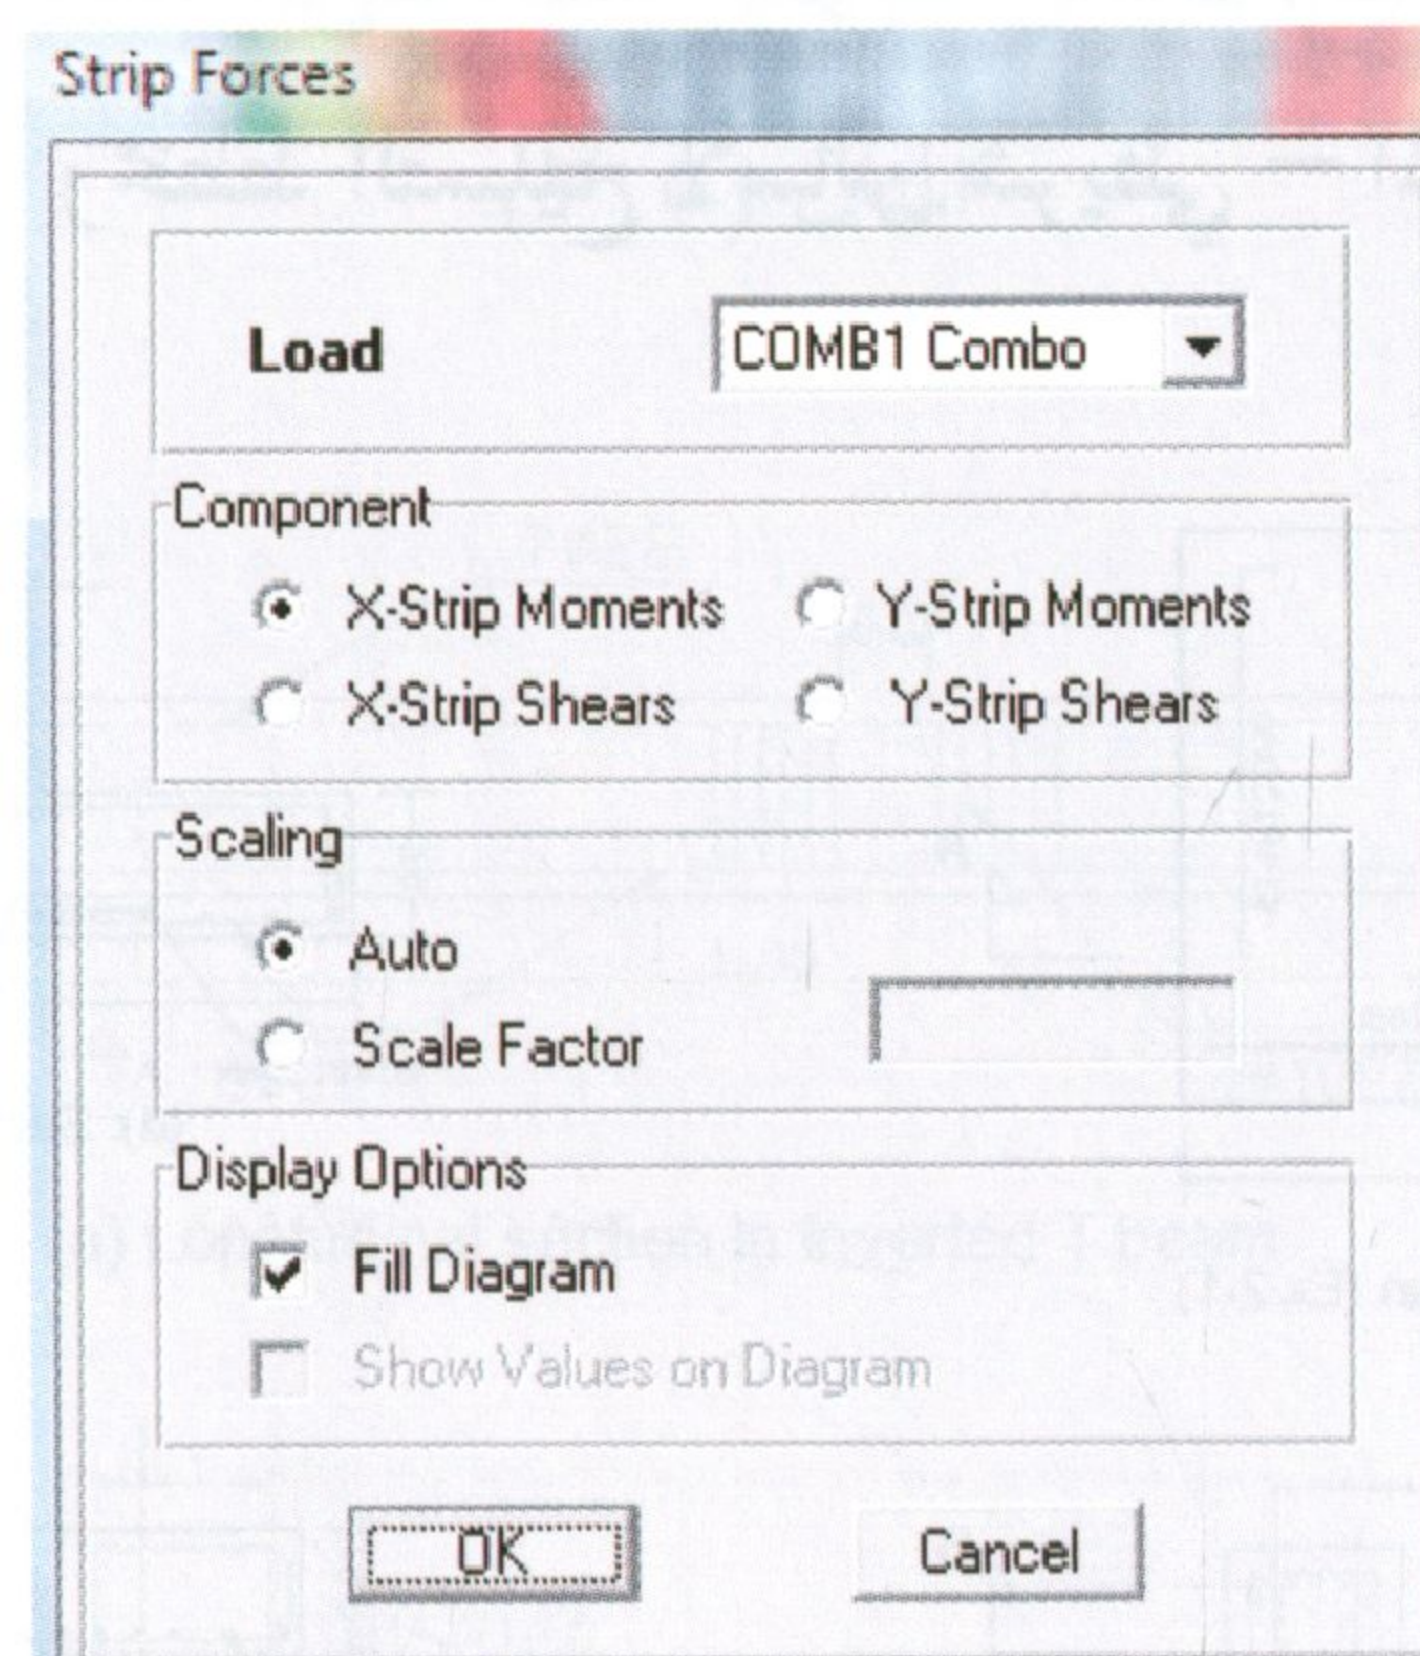 Strip Forces
Load
COMB1 Combo
Component
X-Strip Moments
Y-Strip Moments
X-Strip Shears
Y-Strip Shears
Scaling
Auto
Scale Factor
Display Options
Fill Diagram
Show Values on Diagram
OK
Cancel